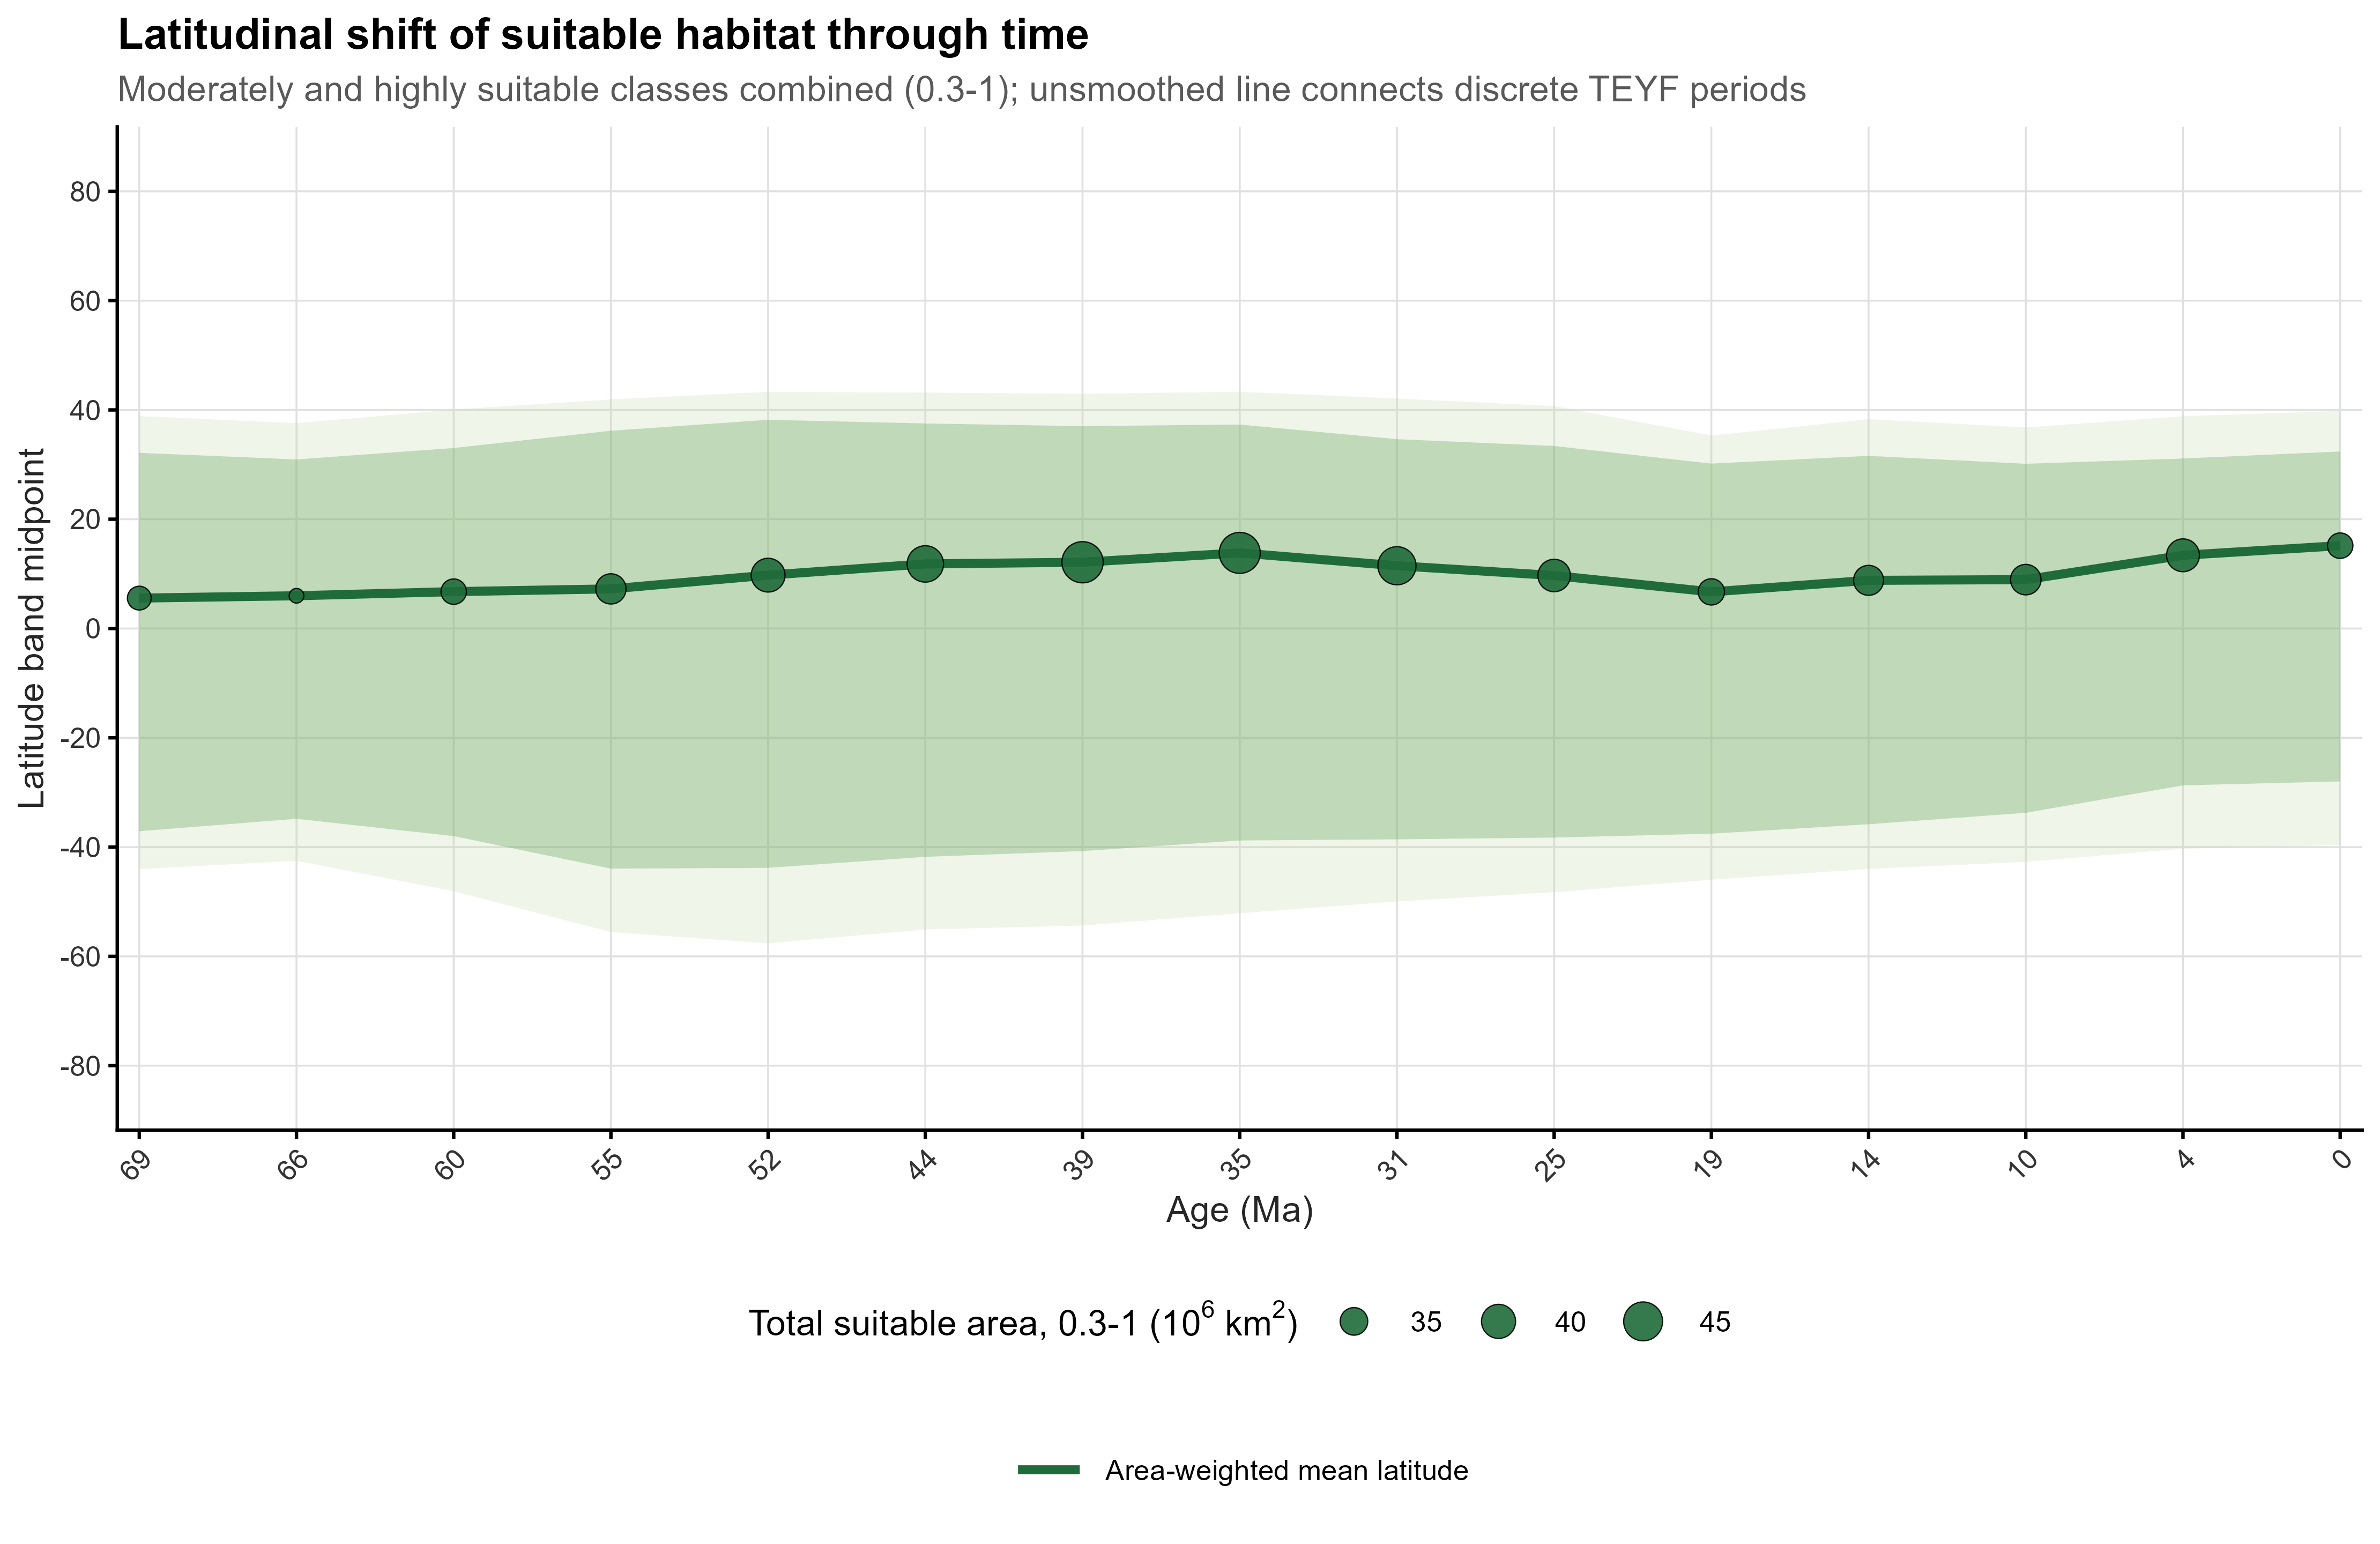 Latitudinal shift of suitable habitat through time
Moderately and highly suitable classes combined (0.3-1); unsmoothed line connects discrete TEYF periods
Latitude band midpoint
80
60
40
20
0
-20
-40
-60
-80
69 66 60 55 52 44 39 35 31 25 19 14 10 4 0
Age (Ma)
Total suitable area, 0.3-1 (10⁶ km²) 35 40 45
Area-weighted mean latitude